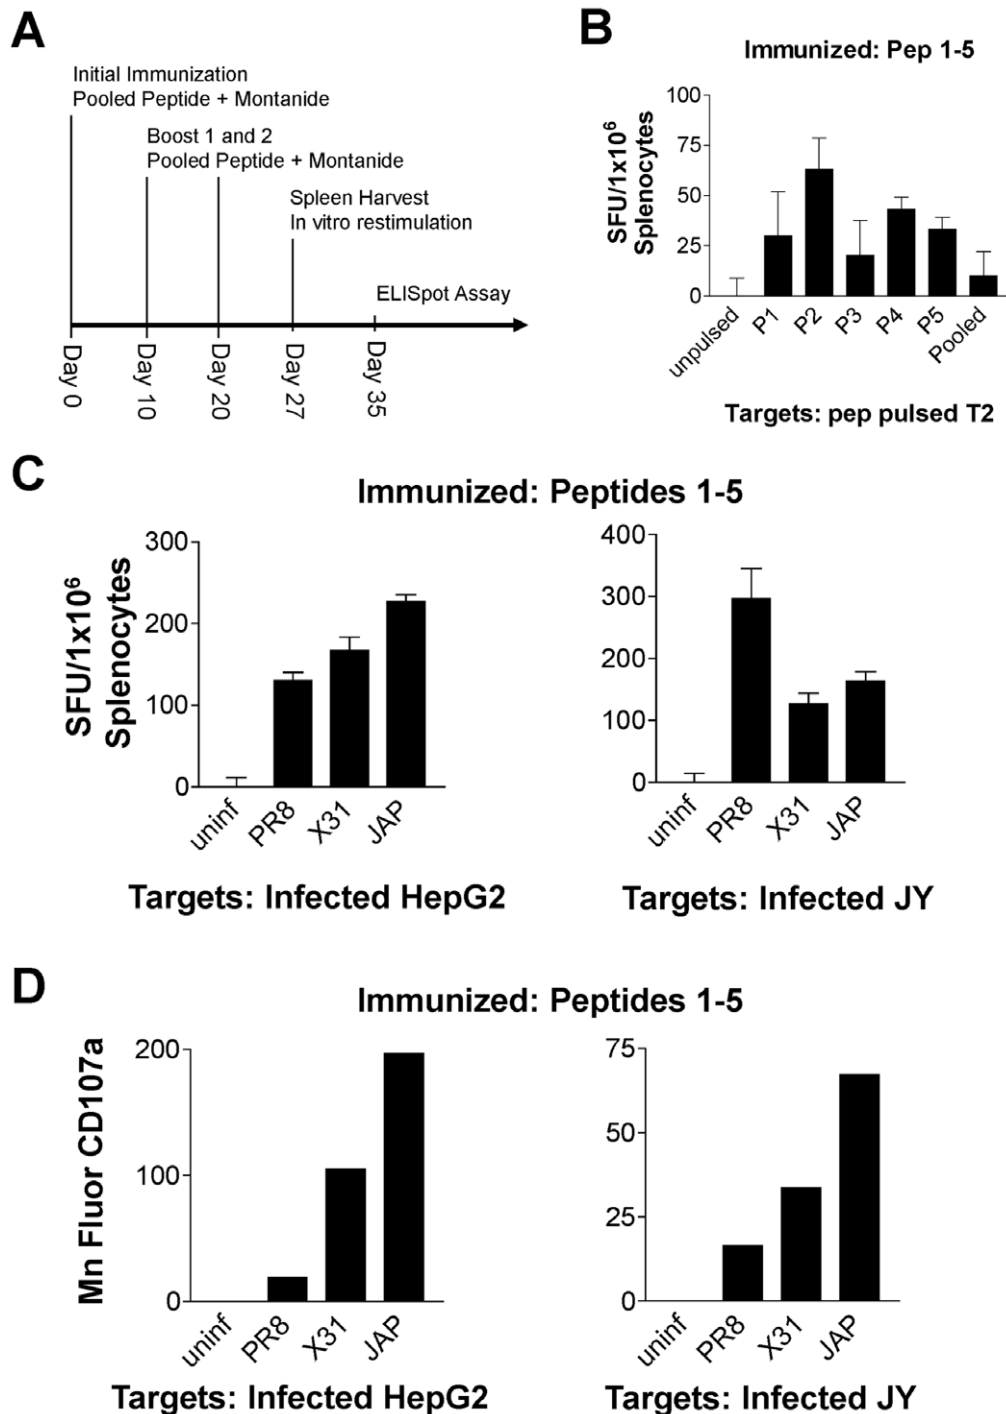 A
Initial Immunization
Pooled Peptide + Montanide
Boost 1 and 2
Pooled Peptide + Montanide
Spleen Harvest
In vitro restimulation
ELISpot Assay
Day 0
Day 10
Day 20
Day 27
Day 35
B
Immunized: Pep 1-5
SFU/1x10⁶
Splenocytes
100
75
50
25
0
unpulsed
P1
P2
P3
P4
P5
Pooled
Targets: pep pulsed T2
C
Immunized: Peptides 1-5
SFU/1x10⁶
Splenocytes
300
200
100
0
uninf
PR8
X31
JAP
Targets: Infected HepG2
400
300
200
100
0
uninf
PR8
X31
JAP
Targets: Infected JY
D
Immunized: Peptides 1-5
Mn Fluor CD107a
200
100
0
uninf
PR8
X31
JAP
Targets: Infected HepG2
75
50
25
0
uninf
PR8
X31
JAP
Targets: Infected JY